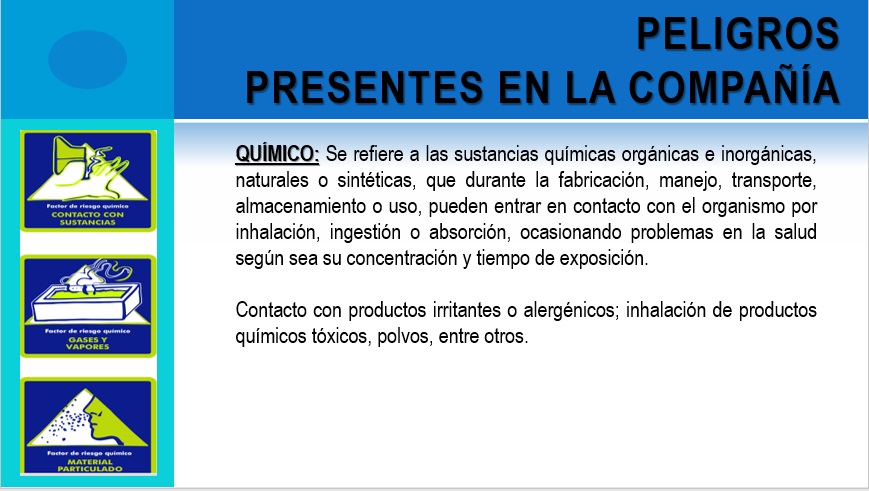 PELIGROS
PRESENTES EN LA COMPAÑÍA
QUÍMICO: Se refiere a las sustancias químicas orgánicas e inorgánicas,
naturales o sintéticas, que durante la fabricación, manejo, transporte,
almacenamiento o uso, pueden entrar en contacto con el organismo por
inhalación, ingestión o absorción, ocasionando problemas en la salud
según sea su concentración y tiempo de exposición.
Contacto con productos irritantes o alergénicos; inhalación de productos
químicos tóxicos, polvos, entre otros.
Factor de riesgo químico
CONTACTO CON
SUSTANCIAS
Factor de riesgo químico
GASES Y
VAPORES
Factor de riesgo químico
MATERIAL
PARTICULADO